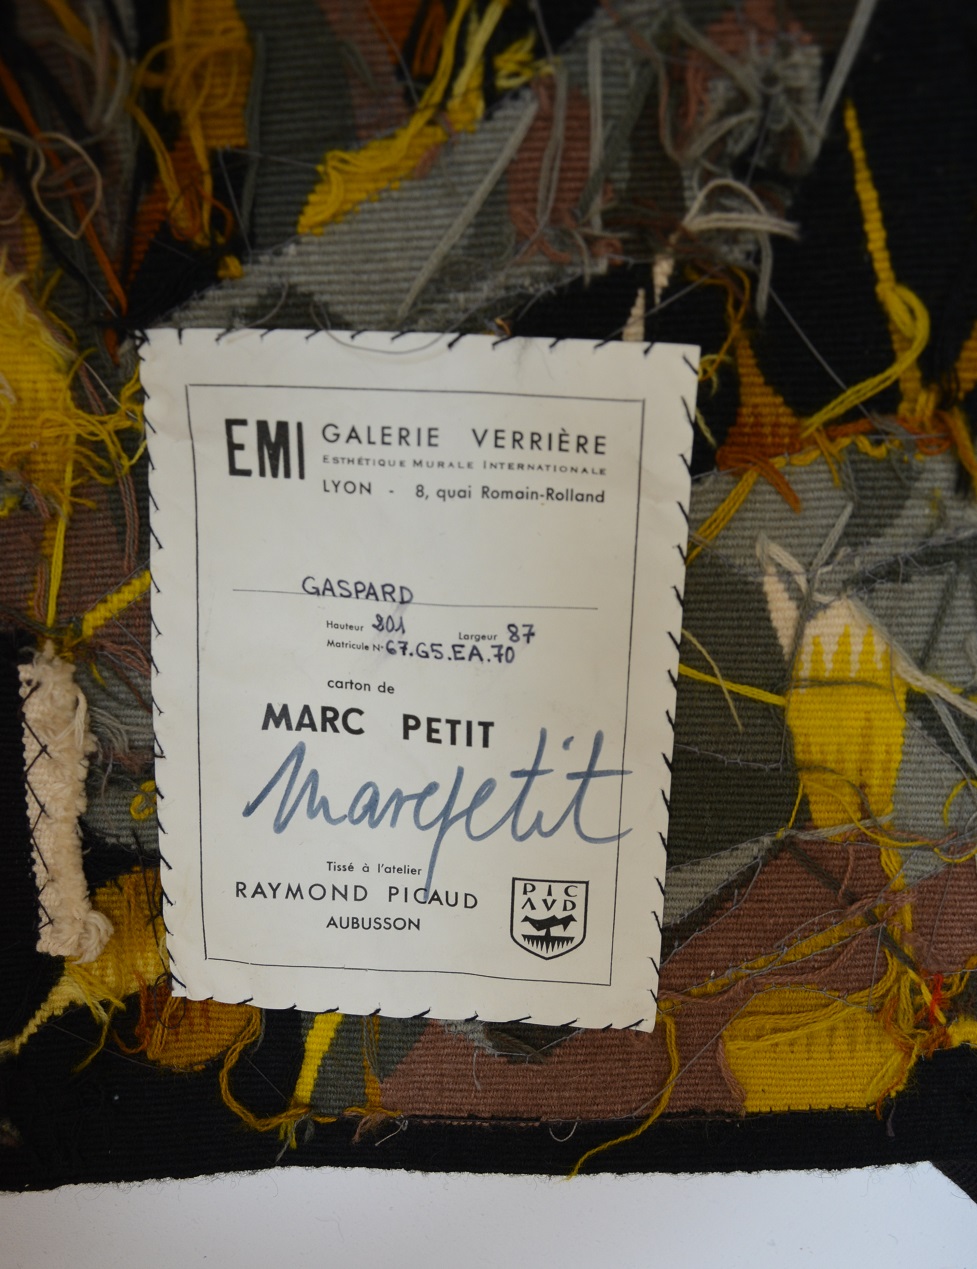 EMI GALERIE VERRIÈRE
ESTHÉTIQUE MURALE INTERNATIONALE
LYON - 8, quai Romain-Rolland
GASPARD
Hauteur 201 Largeur 87
Matricule N° 67.G5.EA.70
carton de
MARC PETIT
Marcpetit
Tissé à l'atelier
RAYMOND PICAUD
AUBUSSON
PIC
AVD